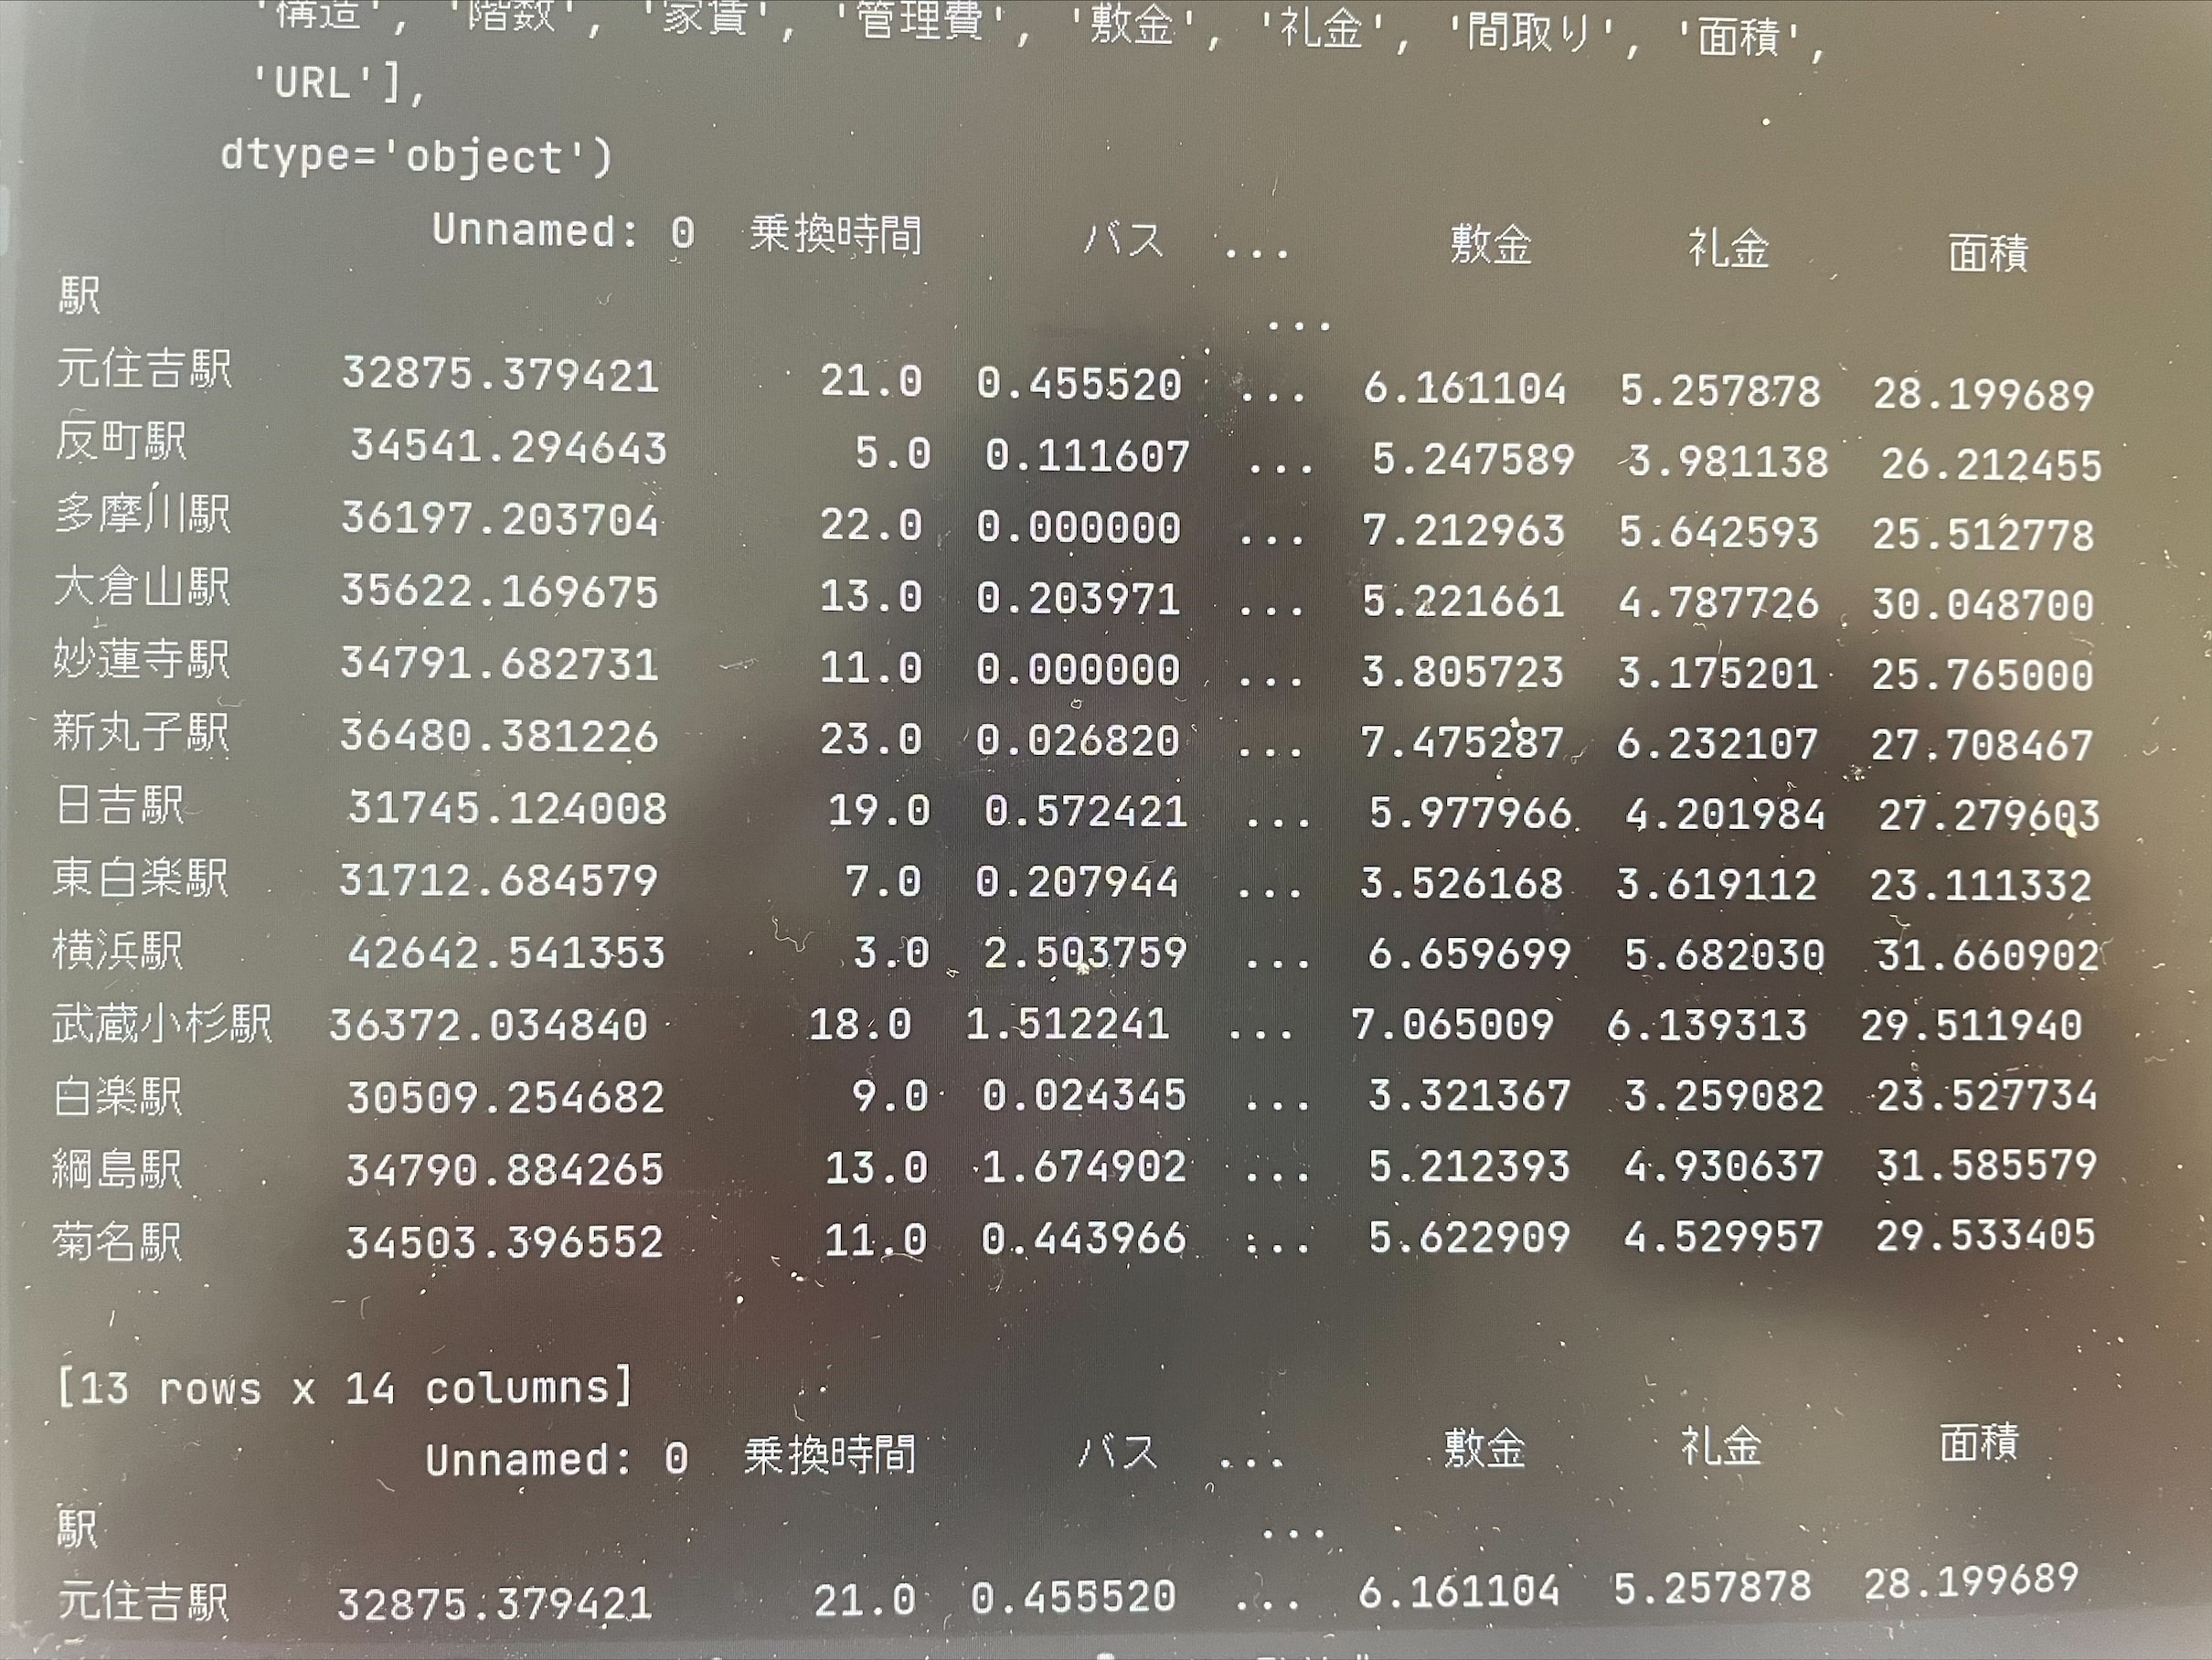 '構造', '階数', '家賃', '管理費', '敷金', '礼金', '間取り', '面積',
'URL'],
dtype='object')
Unnamed: 0 乗換時間 バス ... 敷金 礼金 面積
駅 ...
元住吉駅 32875.379421 21.0 0.455520 ... 6.161104 5.257878 28.199689
反町駅 34541.294643 5.0 0.111607 ... 5.247589 3.981138 26.212455
多摩川駅 36197.203704 22.0 0.000000 ... 7.212963 5.642593 25.512778
大倉山駅 35622.169675 13.0 0.203971 ... 5.221661 4.787726 30.048700
妙蓮寺駅 34791.682731 11.0 0.000000 ... 3.805723 3.175201 25.765000
新丸子駅 36480.381226 23.0 0.026820 ... 7.475287 6.232107 27.708467
日吉駅 31745.124008 19.0 0.572421 ... 5.977966 4.201984 27.279603
東白楽駅 31712.684579 7.0 0.207944 ... 3.526168 3.619112 23.111332
横浜駅 42642.541353 3.0 2.503759 ... 6.659699 5.682030 31.660902
武蔵小杉駅 36372.034840 18.0 1.512241 ... 7.065009 6.139313 29.511940
白楽駅 30509.254682 9.0 0.024345 ... 3.321367 3.259082 23.527734
綱島駅 34790.884265 13.0 1.674902 ... 5.212393 4.930637 31.585579
菊名駅 34503.396552 11.0 0.443966 ... 5.622909 4.529957 29.533405
[13 rows x 14 columns]
Unnamed: 0 乗換時間 バス ... 敷金 礼金 面積
駅 ...
元住吉駅 32875.379421 21.0 0.455520 ... 6.161104 5.257878 28.199689